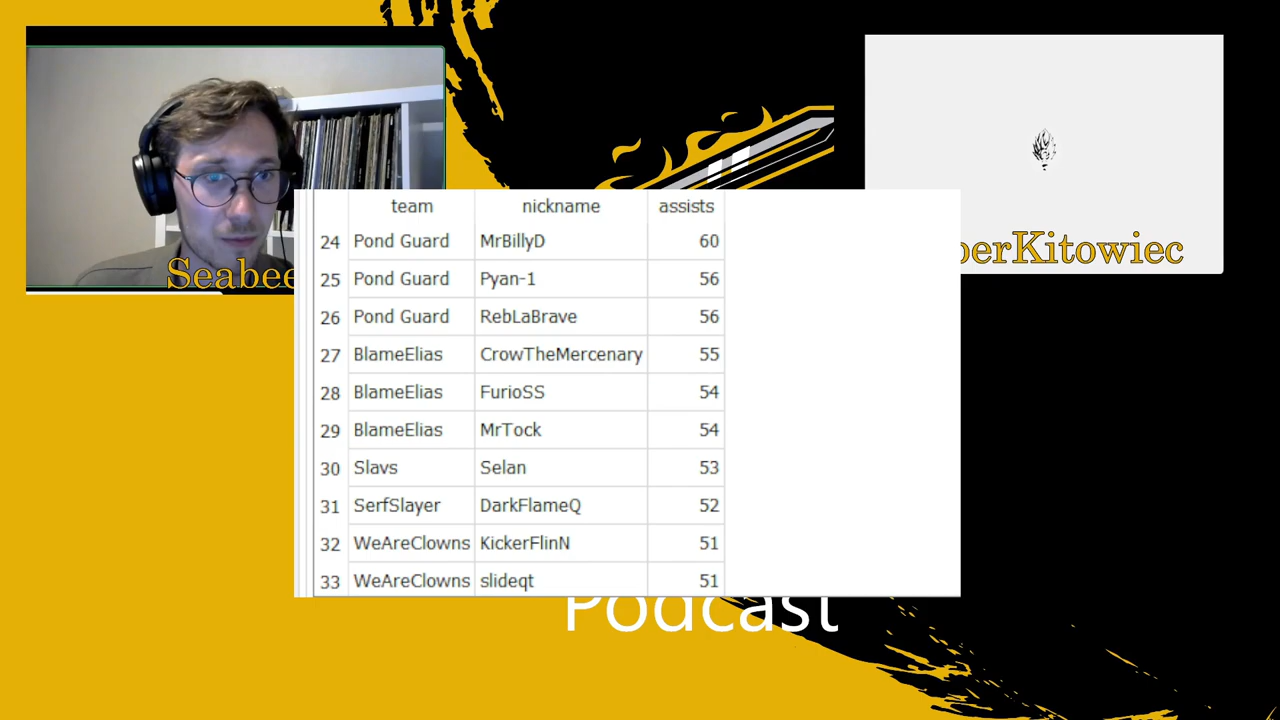 Seabee
berKitowiec
team nickname assists
24 Pond Guard MrBillyD 60
25 Pond Guard Pyan-1 56
26 Pond Guard RebLaBrave 56
27 BlameElias CrowTheMercenary 55
28 BlameElias FurioSS 54
29 BlameElias MrTock 54
30 Slavs Selan 53
31 SerfSlayer DarkFlameQ 52
32 WeAreClowns KickerFlinN 51
33 WeAreClowns slideqt 51
Podcast